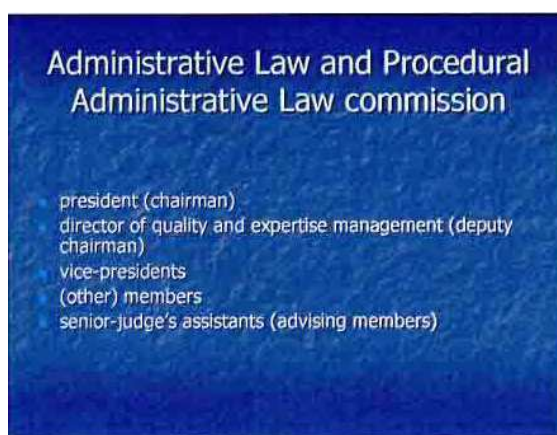 Administrative Law and Procedural
Administrative Law commission
president (chairman)
director of quality and expertise management (deputy
chairman)
vice-presidents
(other) members
senior-judge's assistants (advising members)